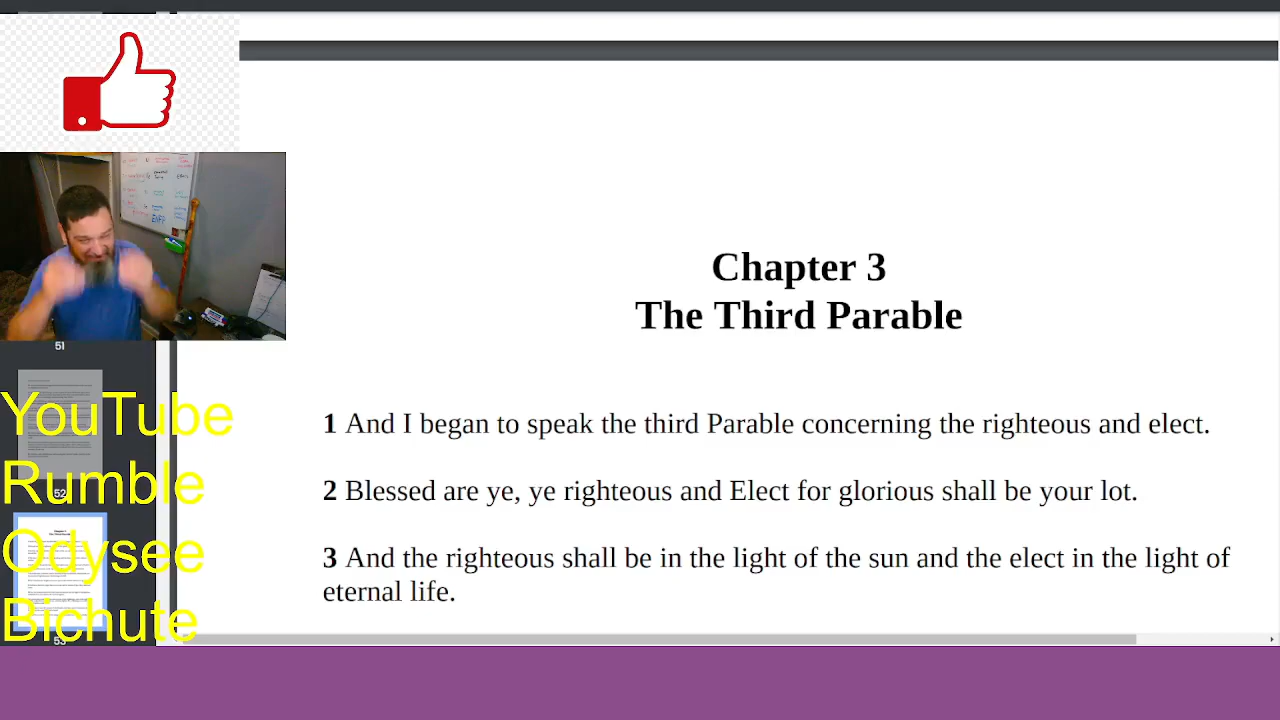 Chapter 3
The Third Parable
1 And I began to speak the third Parable concerning the righteous and elect.
2 Blessed are ye, ye righteous and Elect for glorious shall be your lot.
3 And the righteous shall be in the light of the sun and the elect in the light of
eternal life.
51
YouTube
52
Rumble
Odysee
Bichute
53